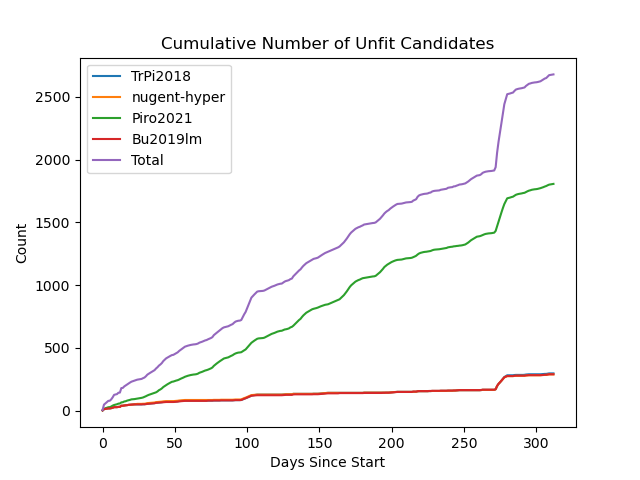 Cumulative Number of Unfit Candidates
TrPi2018
nugent-hyper
Piro2021
Bu2019lm
Total
Count
2500
2000
1500
1000
500
0
0 50 100 150 200 250 300
Days Since Start